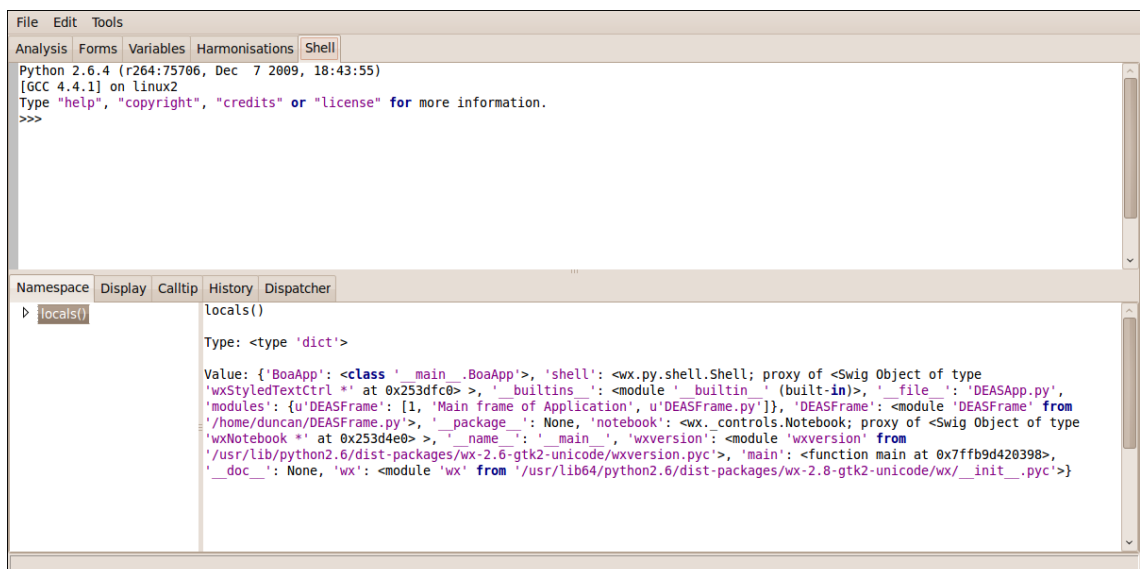 File Edit Tools
Analysis Forms Variables Harmonisations Shell
Python 2.6.4 (r264:75706, Dec  7 2009, 18:43:55)
[GCC 4.4.1] on linux2
Type "help", "copyright", "credits" or "license" for more information.
>>>
Namespace Display Calltip History Dispatcher
locals()
locals()
Type: <type 'dict'>
Value: {'BoaApp': <class '__main__.BoaApp'>, 'shell': <wx.py.shell.Shell; proxy of <Swig Object of type
'wxStyledTextCtrl *' at 0x253dfc0> >, '__builtins__': <module '__builtin__' (built-in)>, '__file__': 'DEASApp.py',
'modules': {u'DEASFrame': [1, 'Main frame of Application', u'DEASFrame.py']}, 'DEASFrame': <module 'DEASFrame' from
'/home/duncan/DEASFrame.py'>, '__package__': None, 'notebook': <wx._controls.Notebook; proxy of <Swig Object of type
'wxNotebook *' at 0x253d4e0> >, '__name__': '__main__', 'wxversion': <module 'wxversion' from
'/usr/lib/python2.6/dist-packages/wx-2.6-gtk2-unicode/wxversion.pyc'>, 'main': <function main at 0x7ffb9d420398>,
'__doc__': None, 'wx': <module 'wx' from '/usr/lib64/python2.6/dist-packages/wx-2.8-gtk2-unicode/wx/__init__.pyc'>}